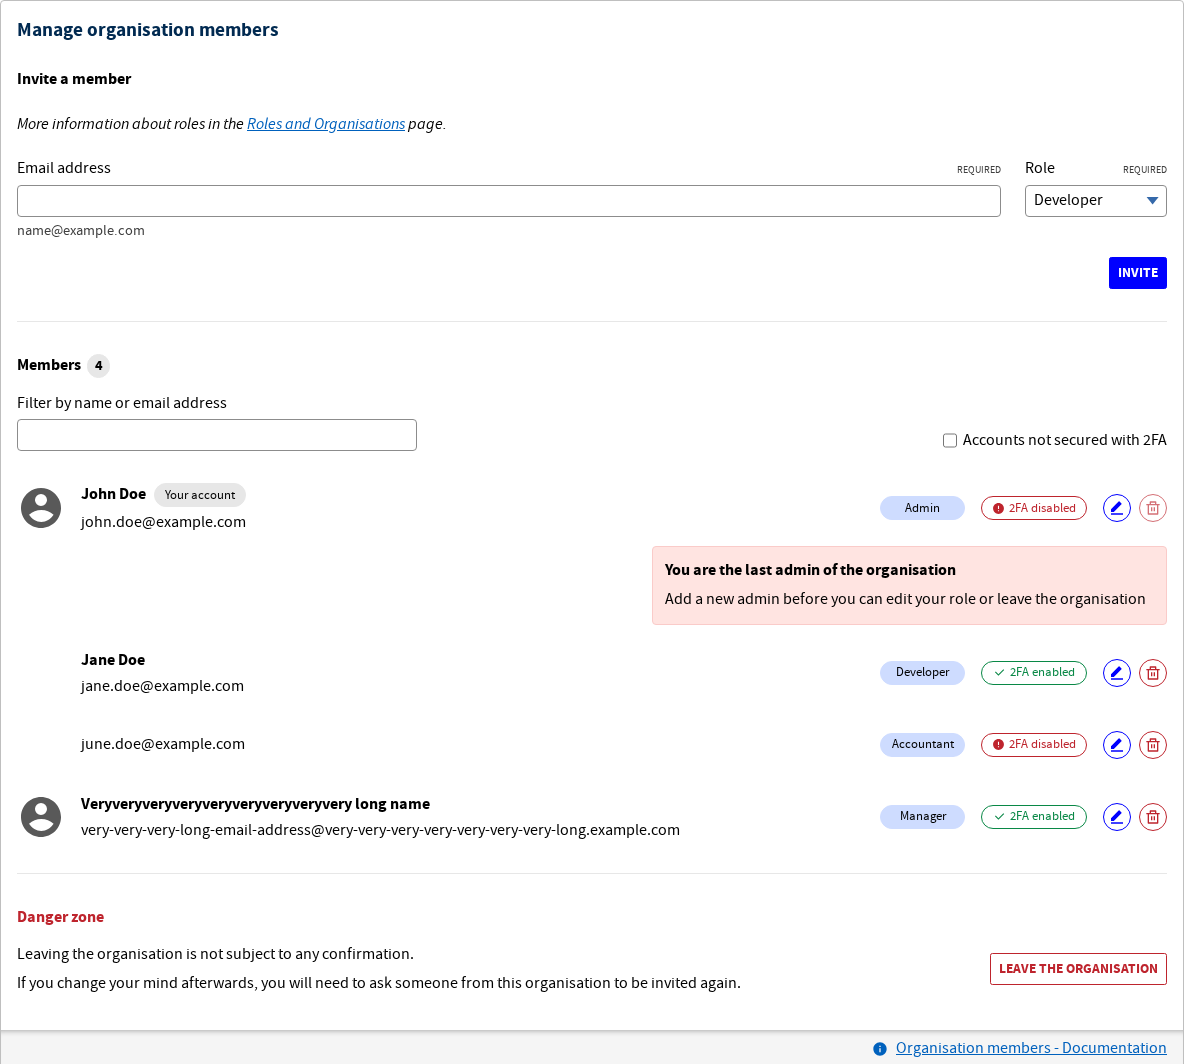 Manage organisation members
Invite a member
More information about roles in the Roles and Organisations page.
Email address REQUIRED Role REQUIRED
Developer
name@example.com
INVITE
Members 4
Filter by name or email address
Accounts not secured with 2FA
John Doe Your account
john.doe@example.com
Admin 2FA disabled
You are the last admin of the organisation
Add a new admin before you can edit your role or leave the organisation
Jane Doe
jane.doe@example.com
Developer 2FA enabled
june.doe@example.com Accountant 2FA disabled
Veryveryveryveryveryveryveryvery long name
very-very-very-long-email-address@very-very-very-very-very-very-very-long.example.com
Manager 2FA enabled
Danger zone
Leaving the organisation is not subject to any confirmation.
If you change your mind afterwards, you will need to ask someone from this organisation to be invited again.
LEAVE THE ORGANISATION
Organisation members - Documentation